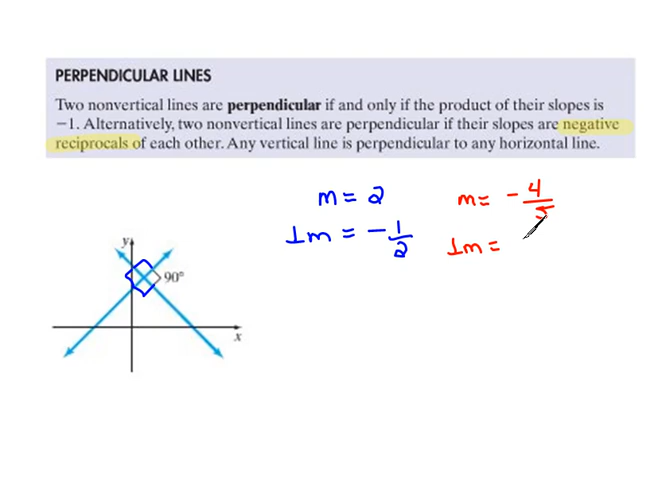 PERPENDICULAR LINES
Two nonvertical lines are perpendicular if and only if the product of their slopes is
−1. Alternatively, two nonvertical lines are perpendicular if their slopes are negative
reciprocals of each other. Any vertical line is perpendicular to any horizontal line.
m = 2
m = -4/5
⊥m = -1/2
⊥m =
y
90°
x